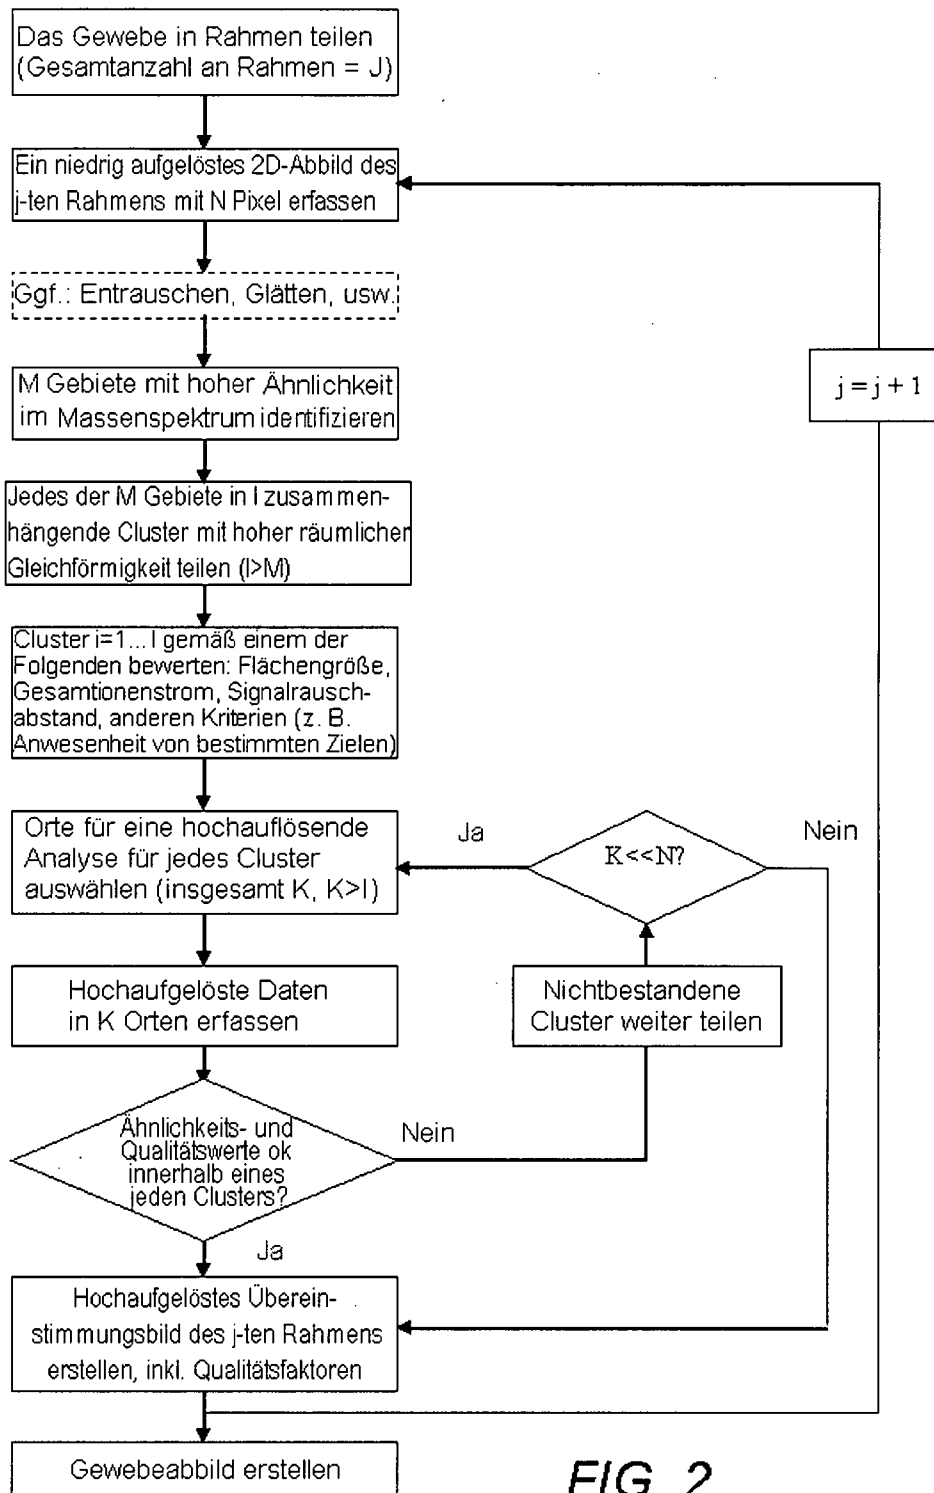 Das Gewebe in Rahmen teilen
(Gesamtanzahl an Rahmen = J)
Ein niedrig aufgelöstes 2D-Abbild des
j-ten Rahmens mit N Pixel erfassen
Ggf.: Entrauschen, Glätten, usw.
M Gebiete mit hoher Ähnlichkeit
im Massenspektrum identifizieren
j = j + 1
Jedes der M Gebiete in I zusammen-
hängende Cluster mit hoher räumlicher
Gleichförmigkeit teilen (I>M)
Cluster i=1... I gemäß einem der
Folgenden bewerten: Flächengröße,
Gesamtionenstrom, Signalrausch-
abstand, anderen Kriterien (z. B.
Anwesenheit von bestimmten Zielen)
Orte für eine hochauflösende
Analyse für jedes Cluster
auswählen (insgesamt K, K>I)
Ja
K<<N?
Nein
Hochaufgelöste Daten
in K Orten erfassen
Nichtbestandene
Cluster weiter teilen
Ähnlichkeits- und
Qualitätswerte ok
innerhalb eines
jeden Clusters?
Nein
Ja
Hochaufgelöstes Überein-
stimmungsbild des j-ten Rahmens
erstellen, inkl. Qualitätsfaktoren
Gewebeabbild erstellen
FIG. 2